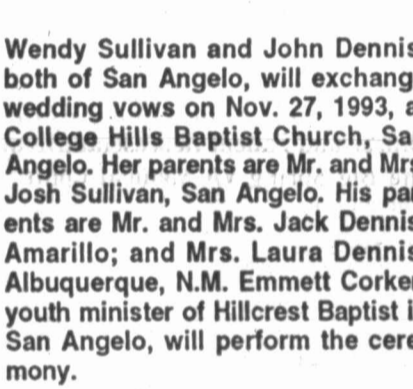 Wendy Sullivan and John Dennis
both of San Angelo, will exchang
wedding vows on Nov. 27, 1993, a
College Hills Baptist Church, Sa
Angelo. Her parents are Mr. and Mrs
Josh Sullivan, San Angelo. His par
ents are Mr. and Mrs. Jack Dennis
Amarillo; and Mrs. Laura Dennis
Albuquerque, N.M. Emmett Corker
youth minister of Hillcrest Baptist i
San Angelo, will perform the cere
mony.